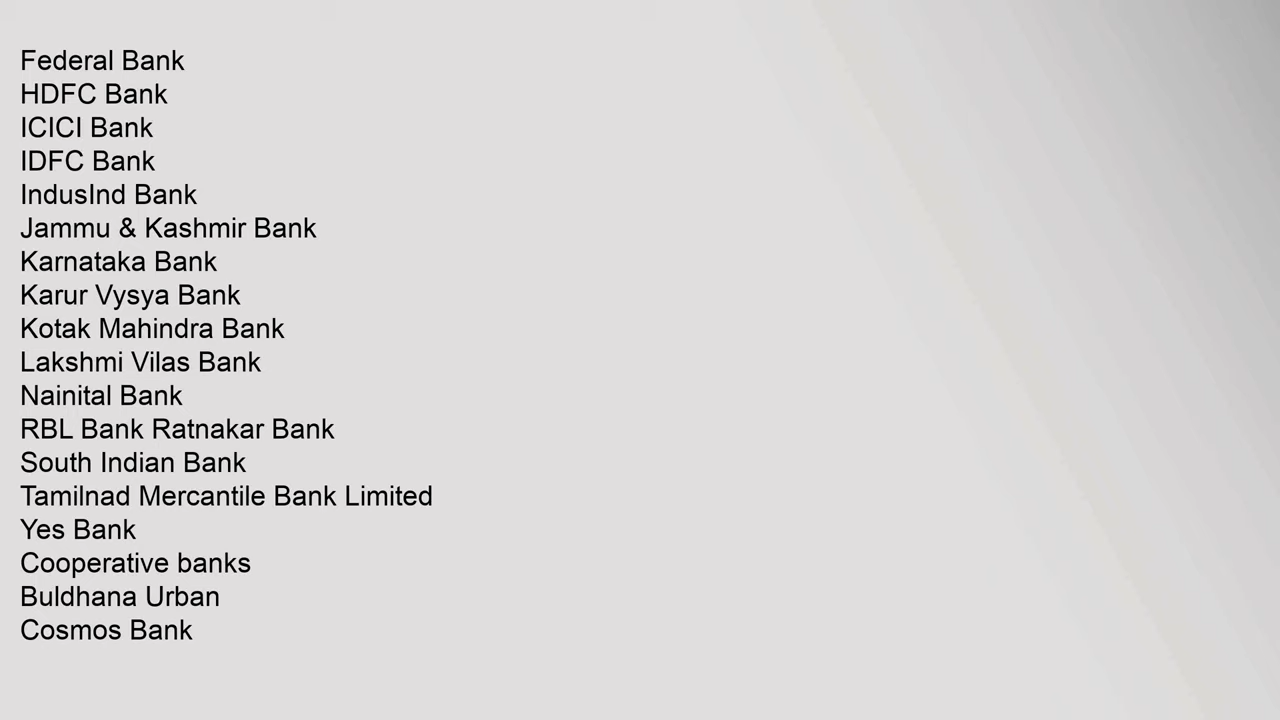 Federal Bank
HDFC Bank
ICICI Bank
IDFC Bank
IndusInd Bank
Jammu & Kashmir Bank
Karnataka Bank
Karur Vysya Bank
Kotak Mahindra Bank
Lakshmi Vilas Bank
Nainital Bank
RBL Bank Ratnakar Bank
South Indian Bank
Tamilnad Mercantile Bank Limited
Yes Bank
Cooperative banks
Buldhana Urban
Cosmos Bank